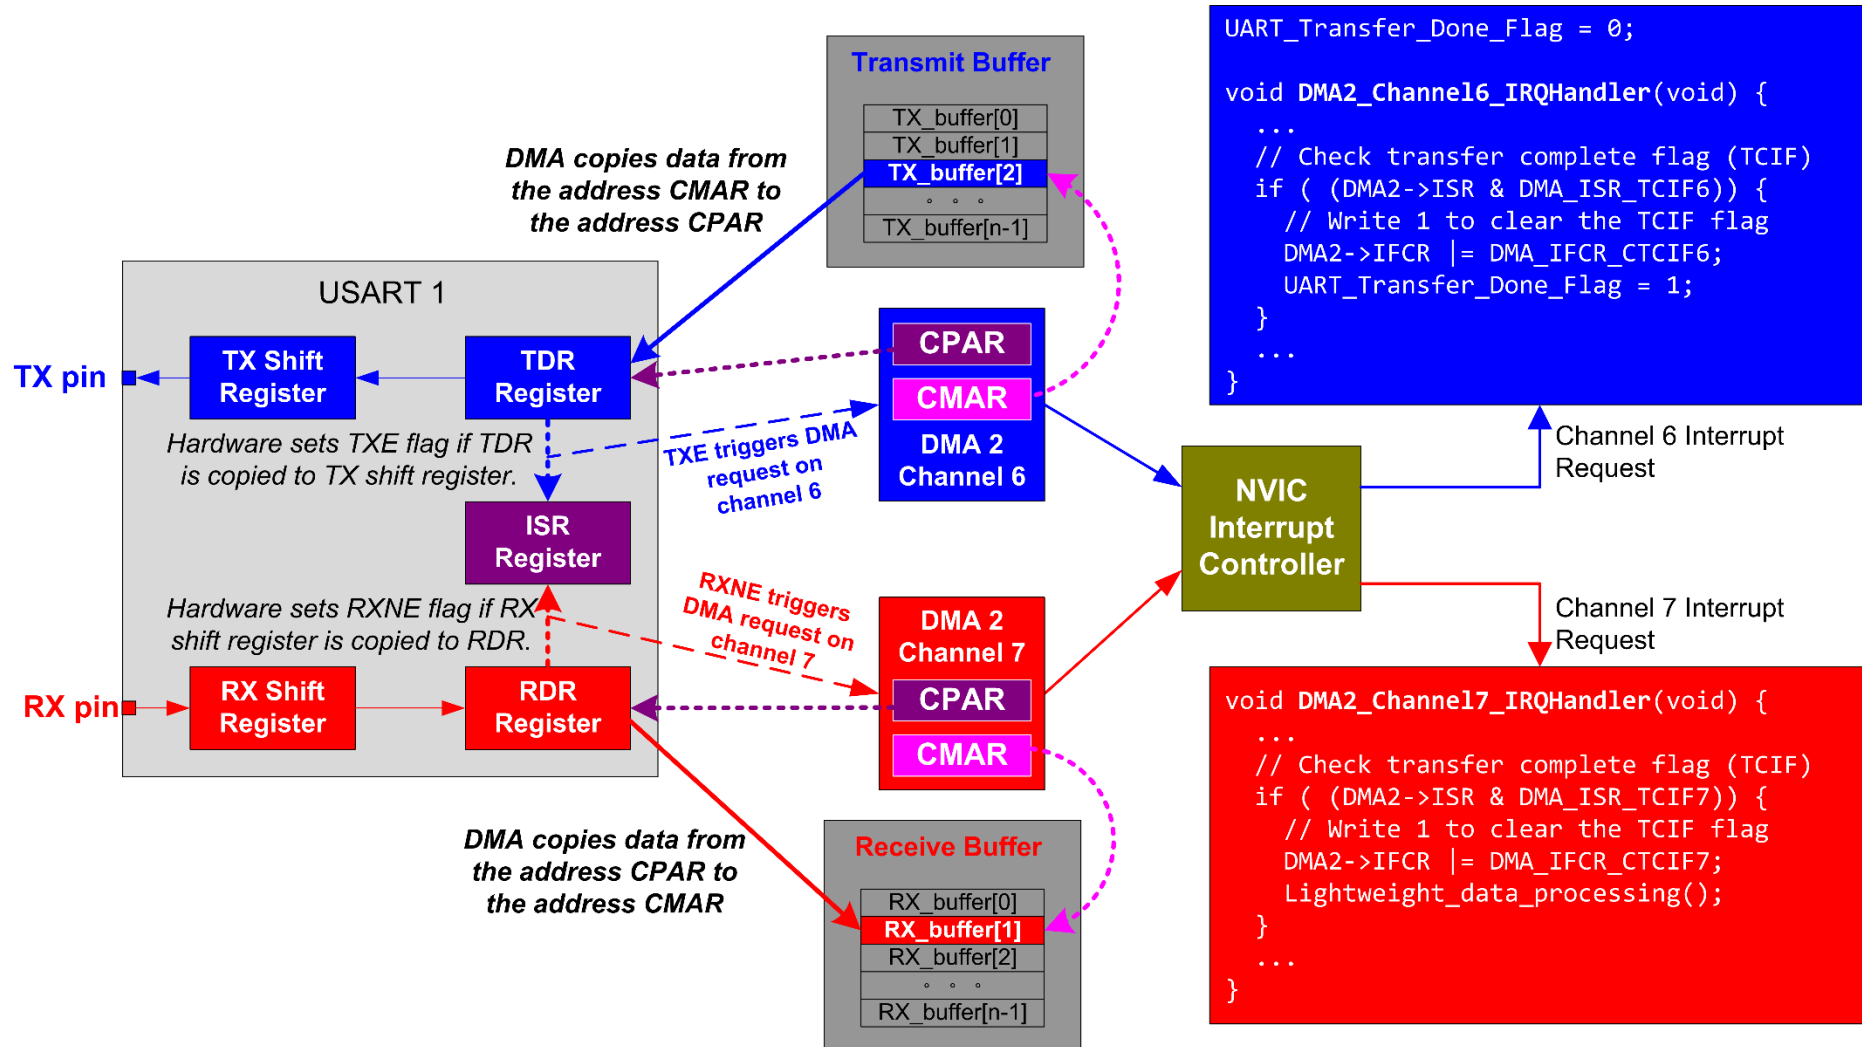 Transmit Buffer
TX_buffer[0]
TX_buffer[1]
TX_buffer[2]
° ° °
TX_buffer[n-1]
DMA copies data from
the address CMAR to
the address CPAR
USART 1
TX pin
TX Shift
Register
TDR
Register
Hardware sets TXE flag if TDR
is copied to TX shift register.
ISR
Register
Hardware sets RXNE flag if RX
shift register is copied to RDR.
RX pin
RX Shift
Register
RDR
Register
CPAR
CMAR
DMA 2
Channel 6
TXE triggers DMA
request on
channel 6
RXNE triggers
DMA request on
channel 7
DMA 2
Channel 7
CPAR
CMAR
DMA copies data from
the address CPAR to
the address CMAR
Receive Buffer
RX_buffer[0]
RX_buffer[1]
RX_buffer[2]
° ° °
RX_buffer[n-1]
NVIC
Interrupt
Controller
UART_Transfer_Done_Flag = 0;
void DMA2_Channel6_IRQHandler(void) {
...
// Check transfer complete flag (TCIF)
if ( (DMA2->ISR & DMA_ISR_TCIF6)) {
// Write 1 to clear the TCIF flag
DMA2->IFCR |= DMA_IFCR_CTCIF6;
UART_Transfer_Done_Flag = 1;
}
...
}
Channel 6 Interrupt
Request
Channel 7 Interrupt
Request
void DMA2_Channel7_IRQHandler(void) {
...
// Check transfer complete flag (TCIF)
if ( (DMA2->ISR & DMA_ISR_TCIF7)) {
// Write 1 to clear the TCIF flag
DMA2->IFCR |= DMA_IFCR_CTCIF7;
Lightweight_data_processing();
}
...
}